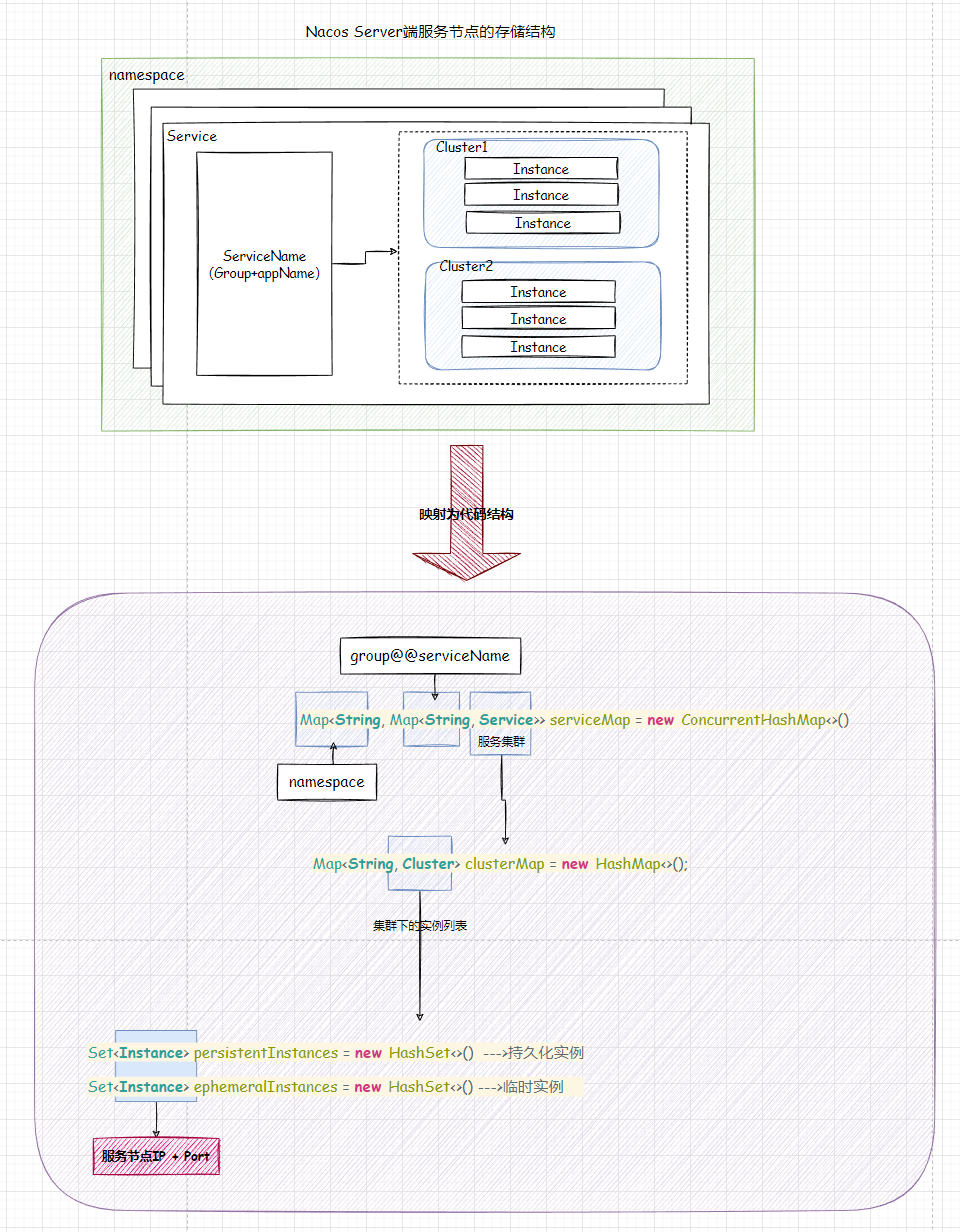 Nacos Server端服务节点的存储结构
namespace
Service
ServiceName
(Group+appName)
Cluster1
Instance
Instance
Instance
Cluster2
Instance
Instance
Instance
映射为代码结构
group@@serviceName
Map<String, Map<String, Service>> serviceMap = new ConcurrentHashMap<>()
服务集群
namespace
Map<String, Cluster> clusterMap = new HashMap<>();
集群下的实例列表
Set<Instance> persistentInstances = new HashSet<>() --->持久化实例
Set<Instance> ephemeralInstances = new HashSet<>() --->临时实例
服务节点IP + Port